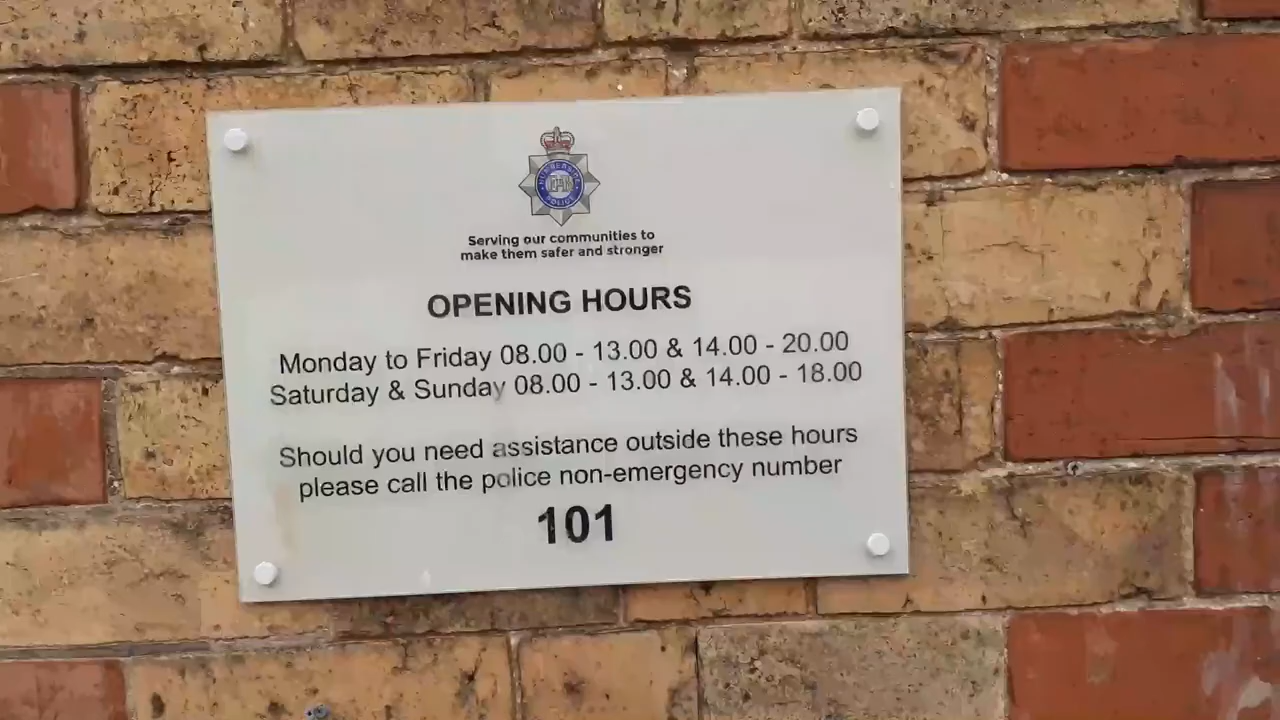 Serving our communities to
make them safer and stronger
OPENING HOURS
Monday to Friday 08.00 - 13.00 & 14.00 - 20.00
Saturday & Sunday 08.00 - 13.00 & 14.00 - 18.00
Should you need assistance outside these hours
please call the police non-emergency number
101